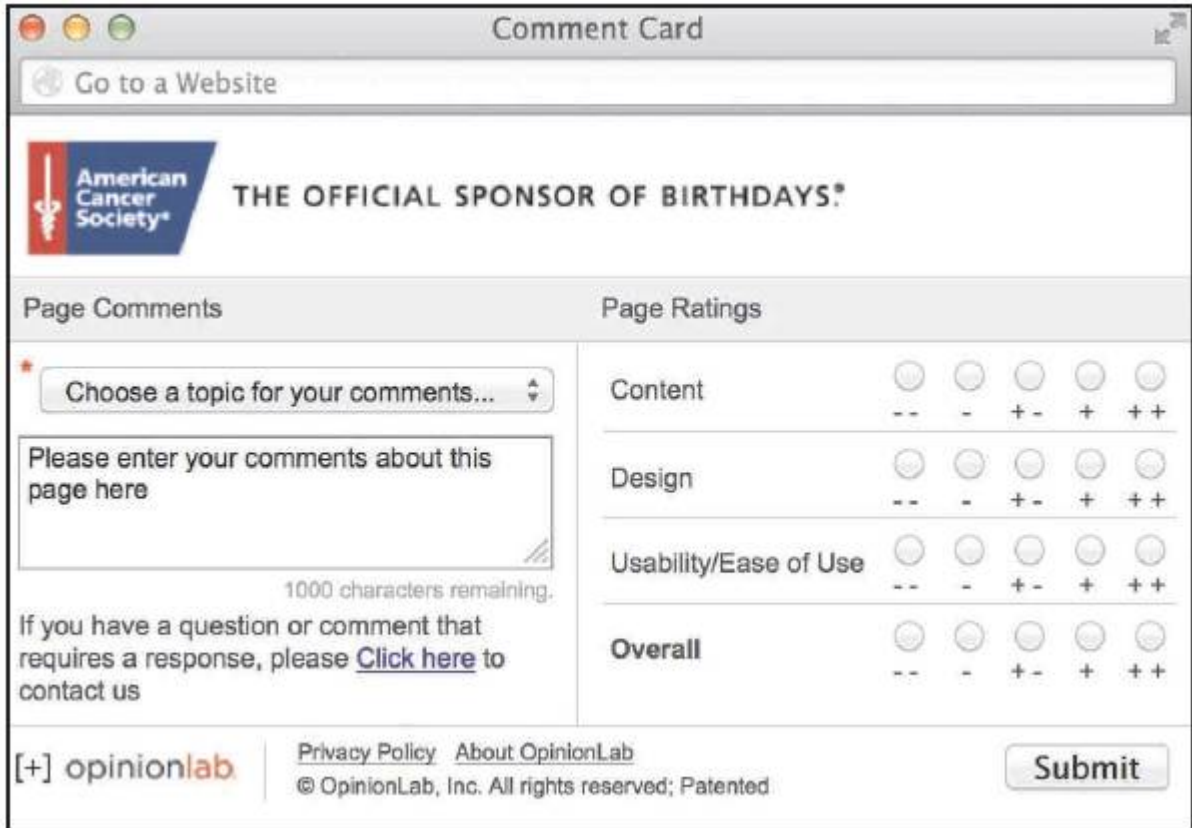 Comment Card
Go to a Website
American
Cancer
Society®
THE OFFICIAL SPONSOR OF BIRTHDAYS.®
Page Comments
Page Ratings
* Choose a topic for your comments...
Please enter your comments about this
page here
1000 characters remaining.
If you have a question or comment that
requires a response, please Click here to
contact us
Content
-- - +- + ++
Design
-- - +- + ++
Usability/Ease of Use
-- - +- + ++
Overall
-- - +- + ++
[+] opinionlab
Privacy Policy About OpinionLab
© OpinionLab, Inc. All rights reserved; Patented
Submit